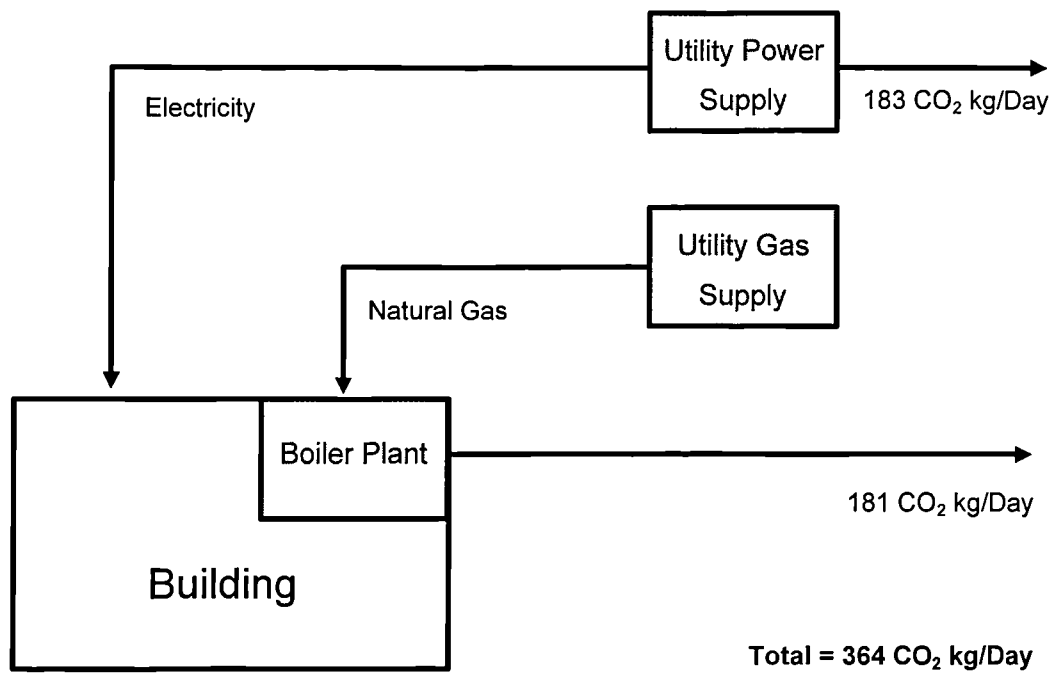 Utility Power
Supply
183 CO₂ kg/Day
Electricity
Utility Gas
Supply
Natural Gas
Boiler Plant
181 CO₂ kg/Day
Building
Total = 364 CO₂ kg/Day